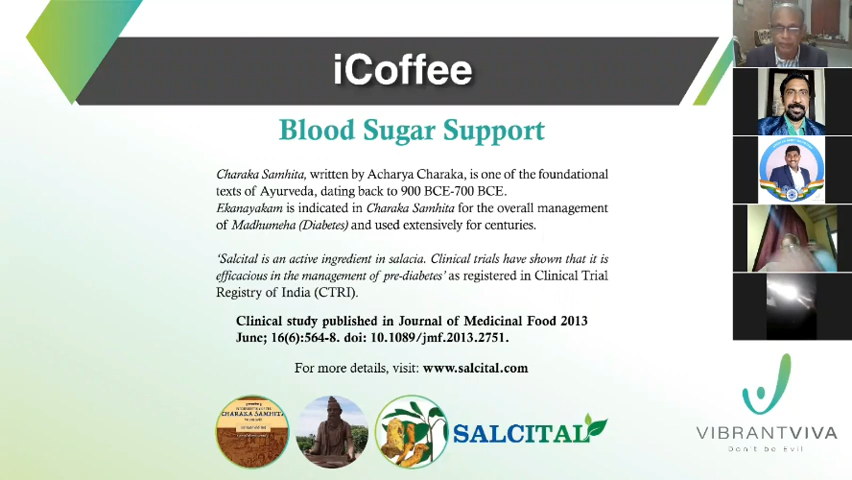 iCoffee
Blood Sugar Support
Charaka Samhita, written by Acharya Charaka, is one of the foundational
texts of Ayurveda, dating back to 900 BCE-700 BCE.
Ekanayakam is indicated in Charaka Samhita for the overall management
of Madhumeha (Diabetes) and used extensively for centuries.
'Salcital is an active ingredient in salacia. Clinical trials have shown that it is
efficacious in the management of pre-diabetes' as registered in Clinical Trial
Registry of India (CTRI).
Clinical study published in Journal of Medicinal Food 2013
June; 16(6):564-8. doi: 10.1089/jmf.2013.2751.
For more details, visit: www.salcital.com
CHARAKA SAMHITA
SALCITAL
VIBRANTVIVA
Don't be Evil